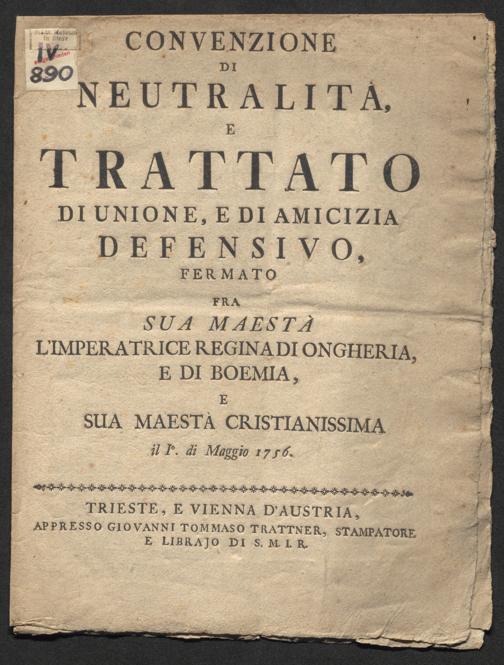 IV
890
CONVENZIONE
DI
NEUTRALITÀ,
E
TRATTATO
DI UNIONE, E DI AMICIZIA
DEFENSIVO,
FERMATO
FRA
SUA MAESTÀ
L'IMPERATRICE REGINA DI ONGHERIA,
E DI BOEMIA,
E
SUA MAESTÀ CRISTIANISSIMA
il Iº. di Maggio 1756.
TRIESTE, E VIENNA D'AUSTRIA,
APPRESSO GIOVANNI TOMMASO TRATTNER, STAMPATORE
E LIBRAJO DI S. M. I. R.